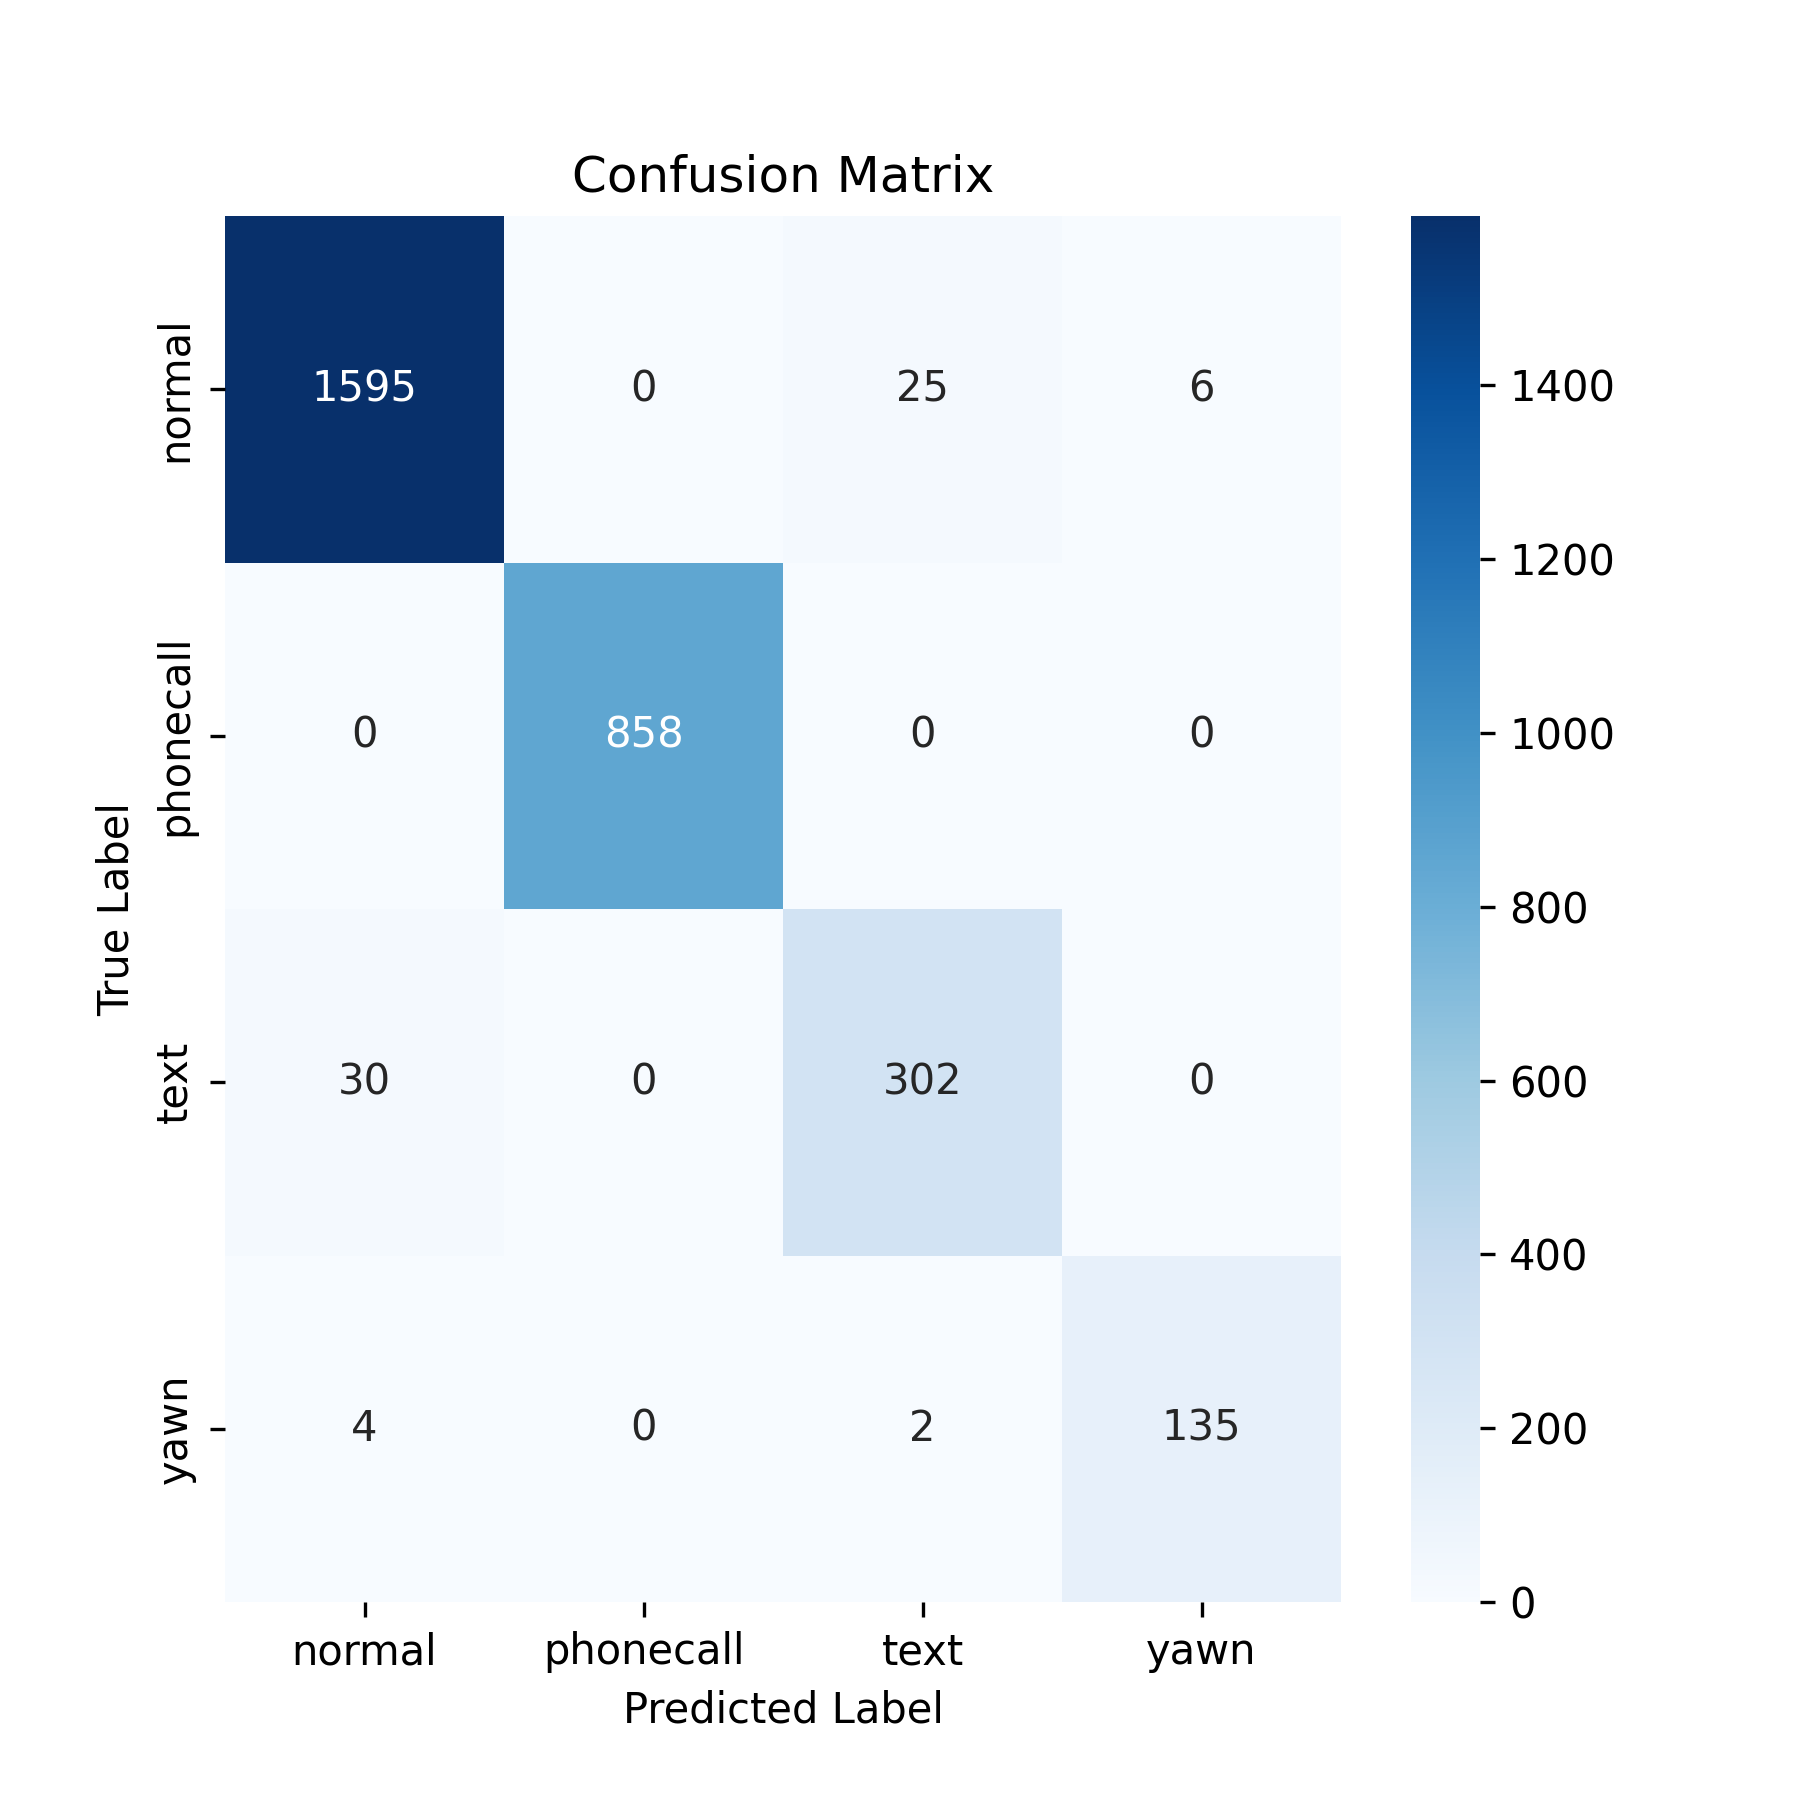 Confusion Matrix
normal 1595 0 25 6
phonecall 0 858 0 0
text 30 0 302 0
yawn 4 0 2 135
normal phonecall text yawn
Predicted Label
True Label
1400
1200
1000
800
600
400
200
0